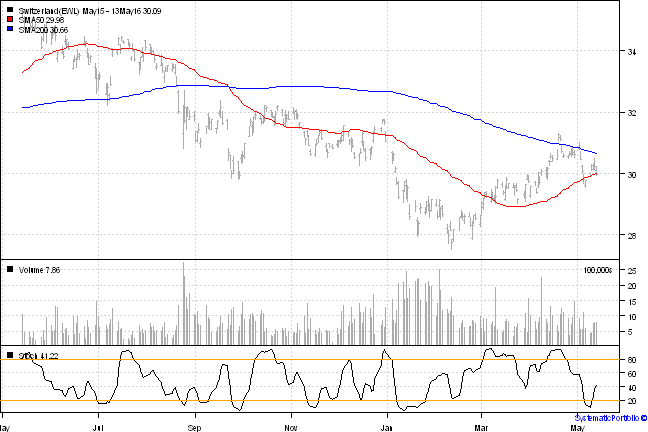 Switzerland(EWL) May15 - 13May16 30.09
SMA50 29.98
SMA200 30.66
34
32
30
28
Volume 7.86
100,000s
25
20
15
10
5
Stoch 41.22
80
60
40
20
May Jul Sep Nov Jan Mar May
SystematicPortfolio ©